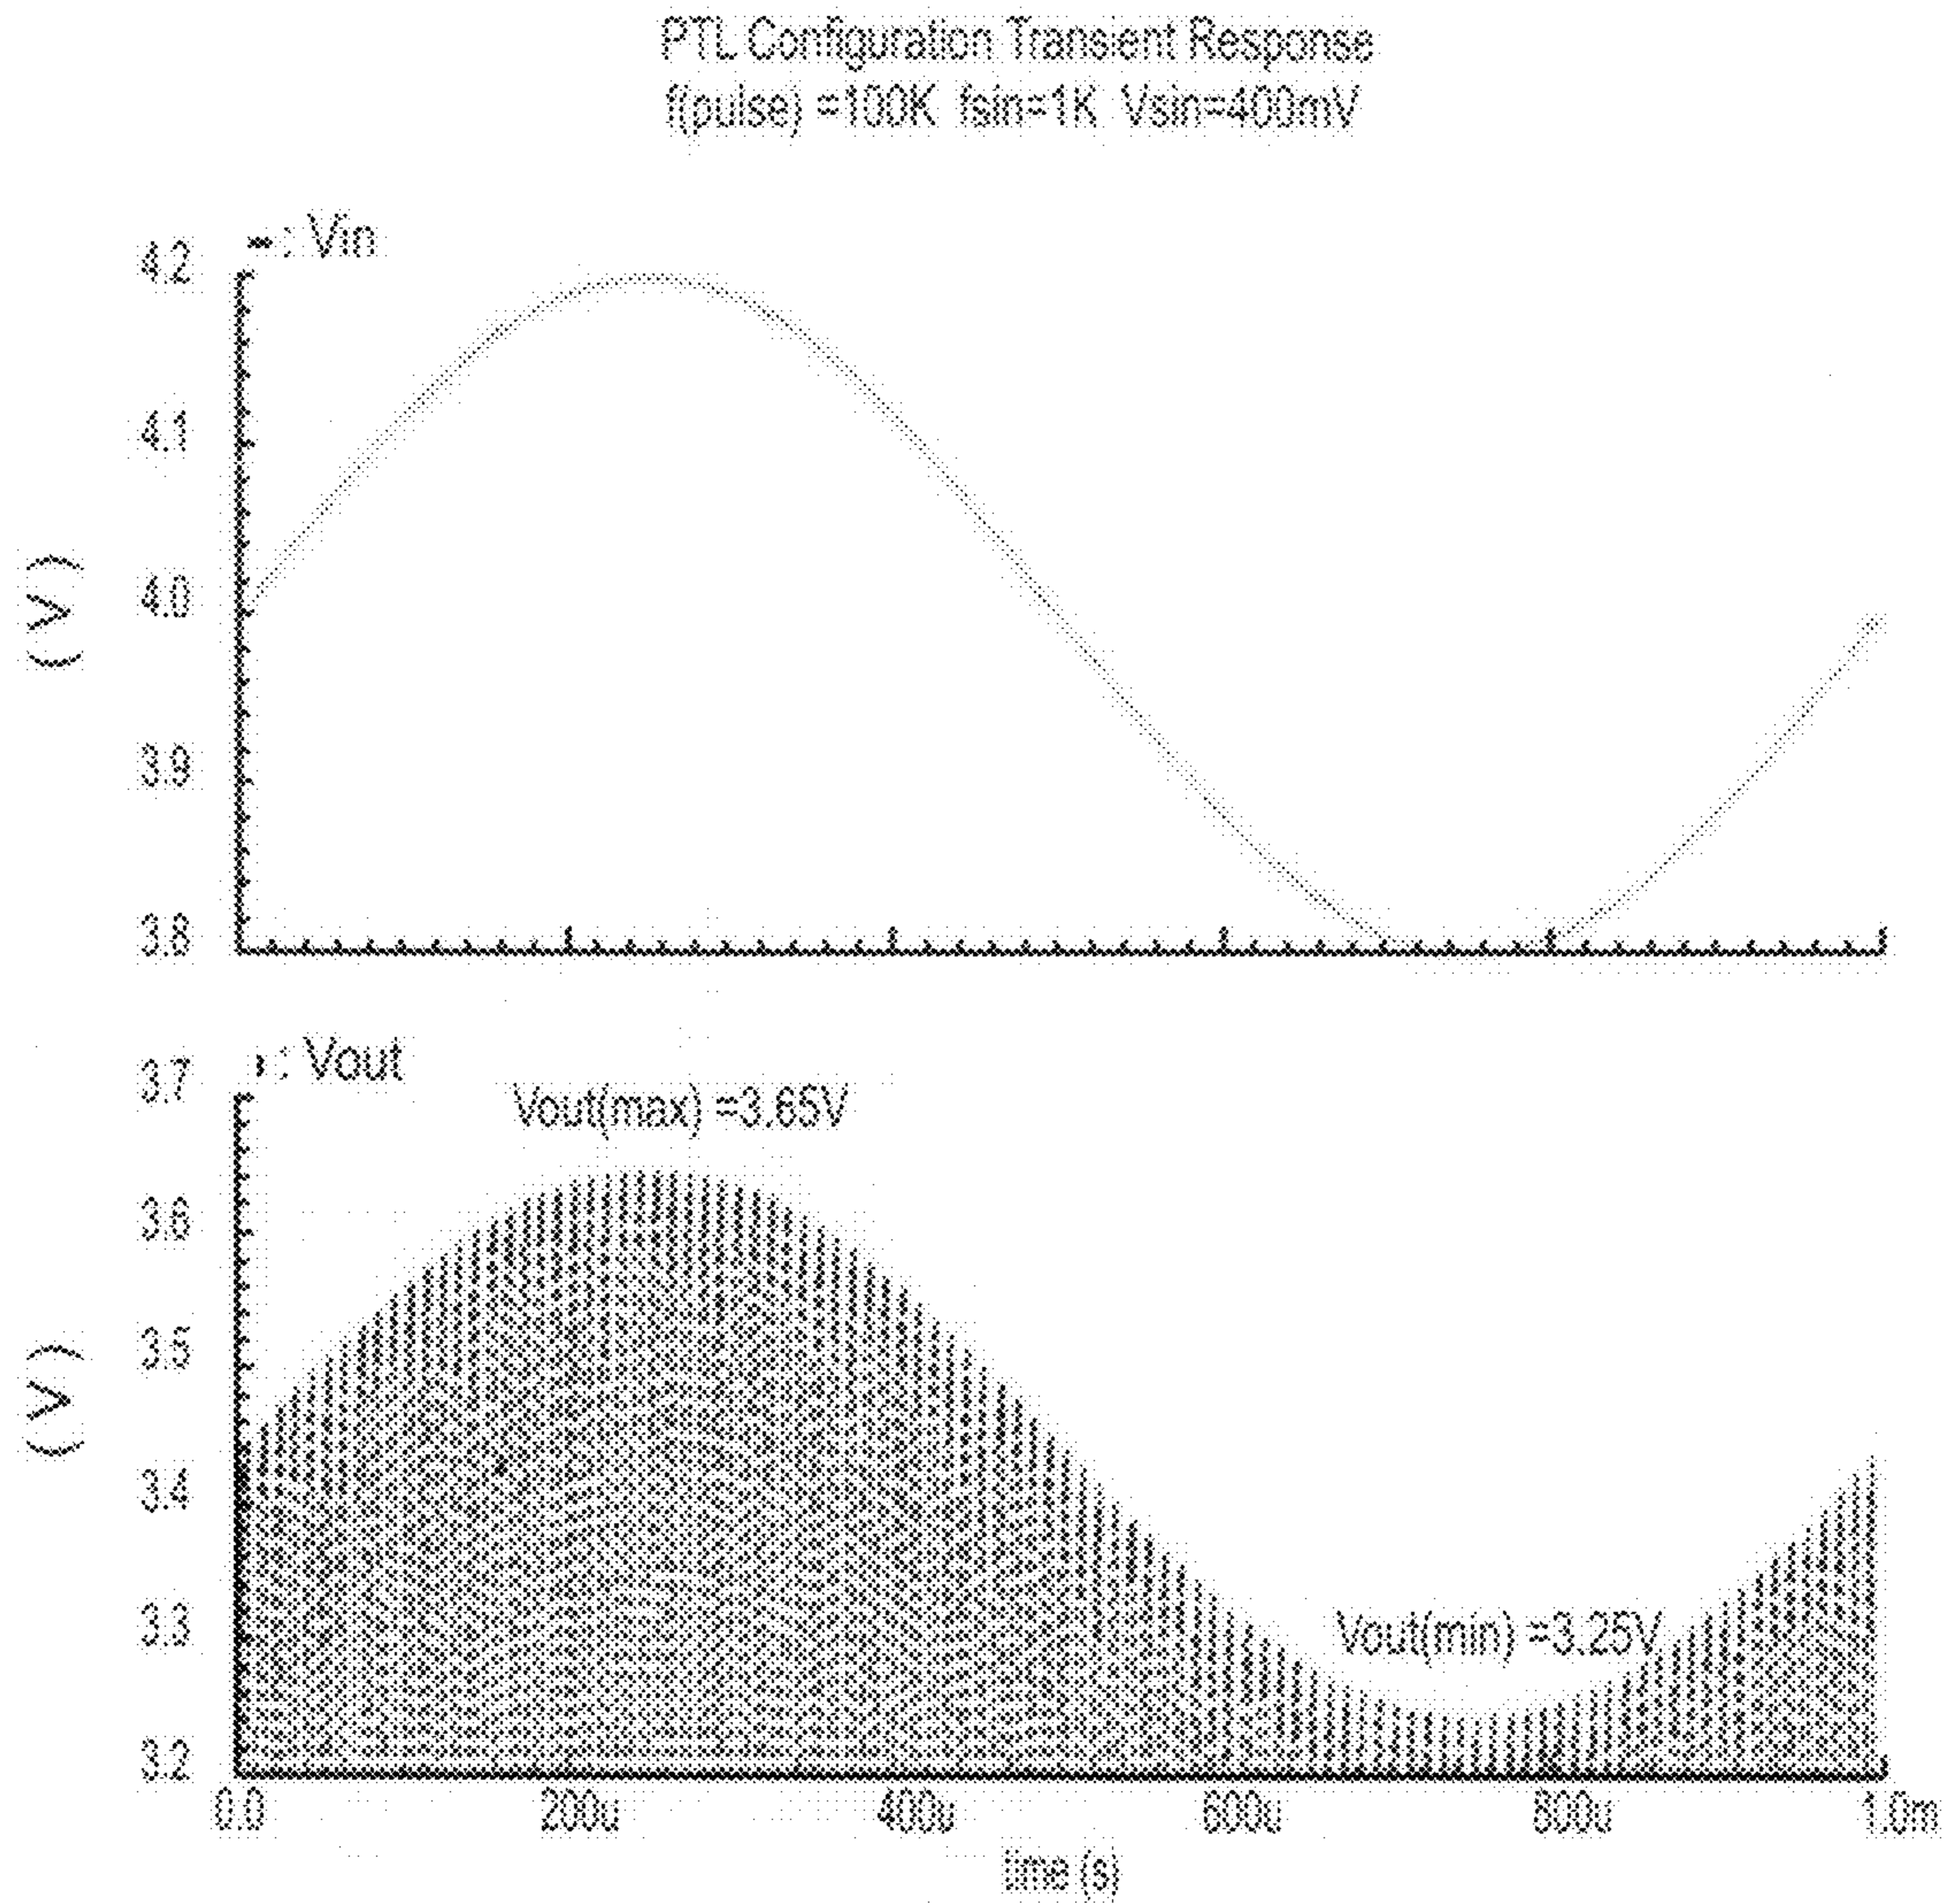 PTL Configuration Transient Response
f(pulse) =100K fsin=1K Vsin=400mV
: Vin
4.2
4.1
4.0
3.9
3.8
( V )
: Vout
3.7
Vout(max) =3.65V
3.6
3.5
3.4
3.3
3.2
( V )
Vout(min) =3.25V
0.0 200u 400u 600u 800u 1.0m
time (s)